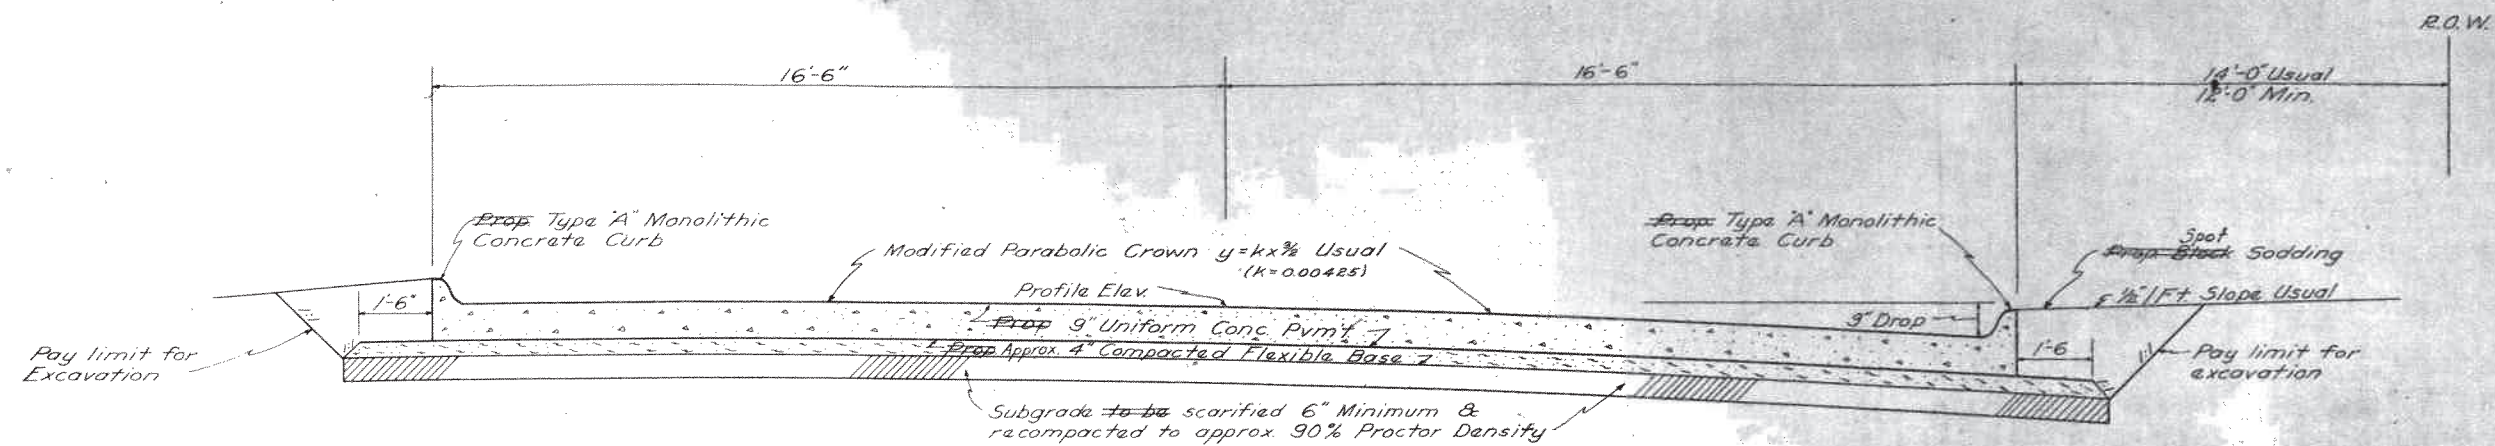 R.O.W.
16'-6"
16'-6"
14'-0" Usual
12'-0" Min.
Prop Type "A" Monolithic
Concrete Curb
Prop Type "A" Monolithic
Concrete Curb
Modified Parabolic Crown y=kx 3/2 Usual
(k=0.00425)
Spot
Prop Block Sodding
1'-6"
Profile Elev.
1/2"/Ft Slope Usual
Prop 9" Uniform Conc. Pvm't
9" Drop
Prop Approx. 4" Compacted Flexible Base
1'-6
Pay limit for
Excavation
Pay limit for
excavation
Subgrade to be scarified 6" Minimum &
recompacted to approx. 90% Proctor Density